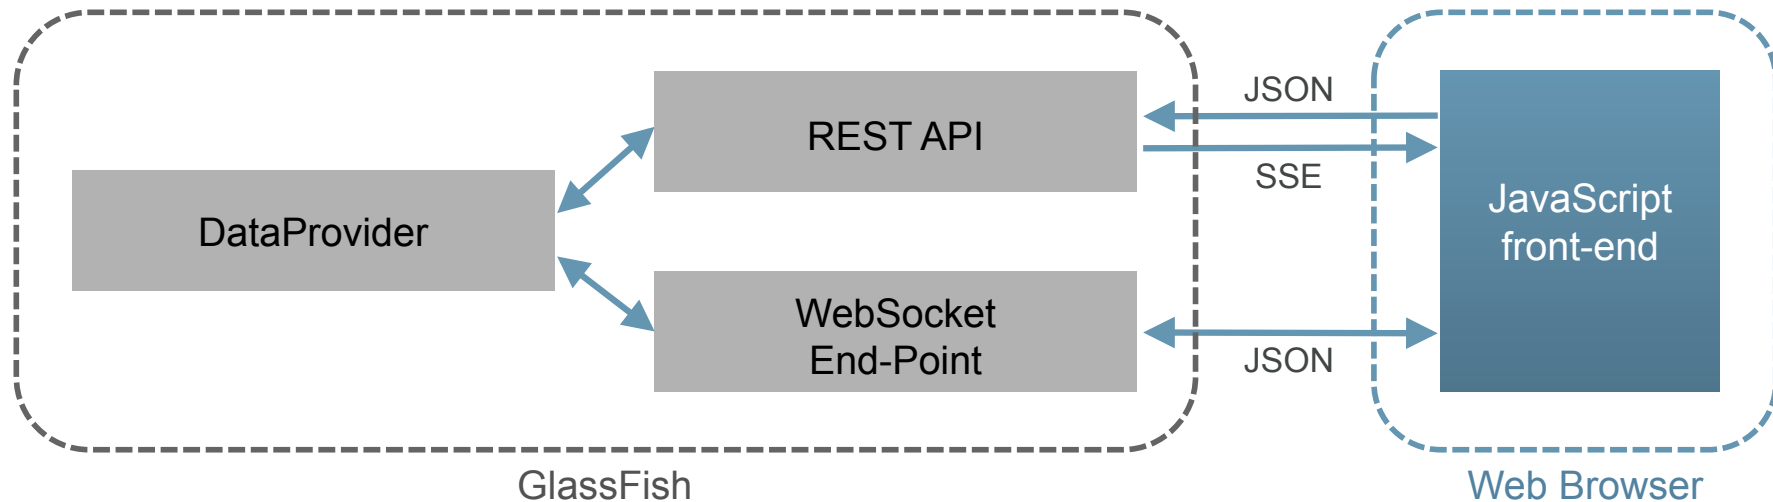 DataProvider
REST API
WebSocket
End-Point
JSON
SSE
JSON
JavaScript
front-end
GlassFish
Web Browser